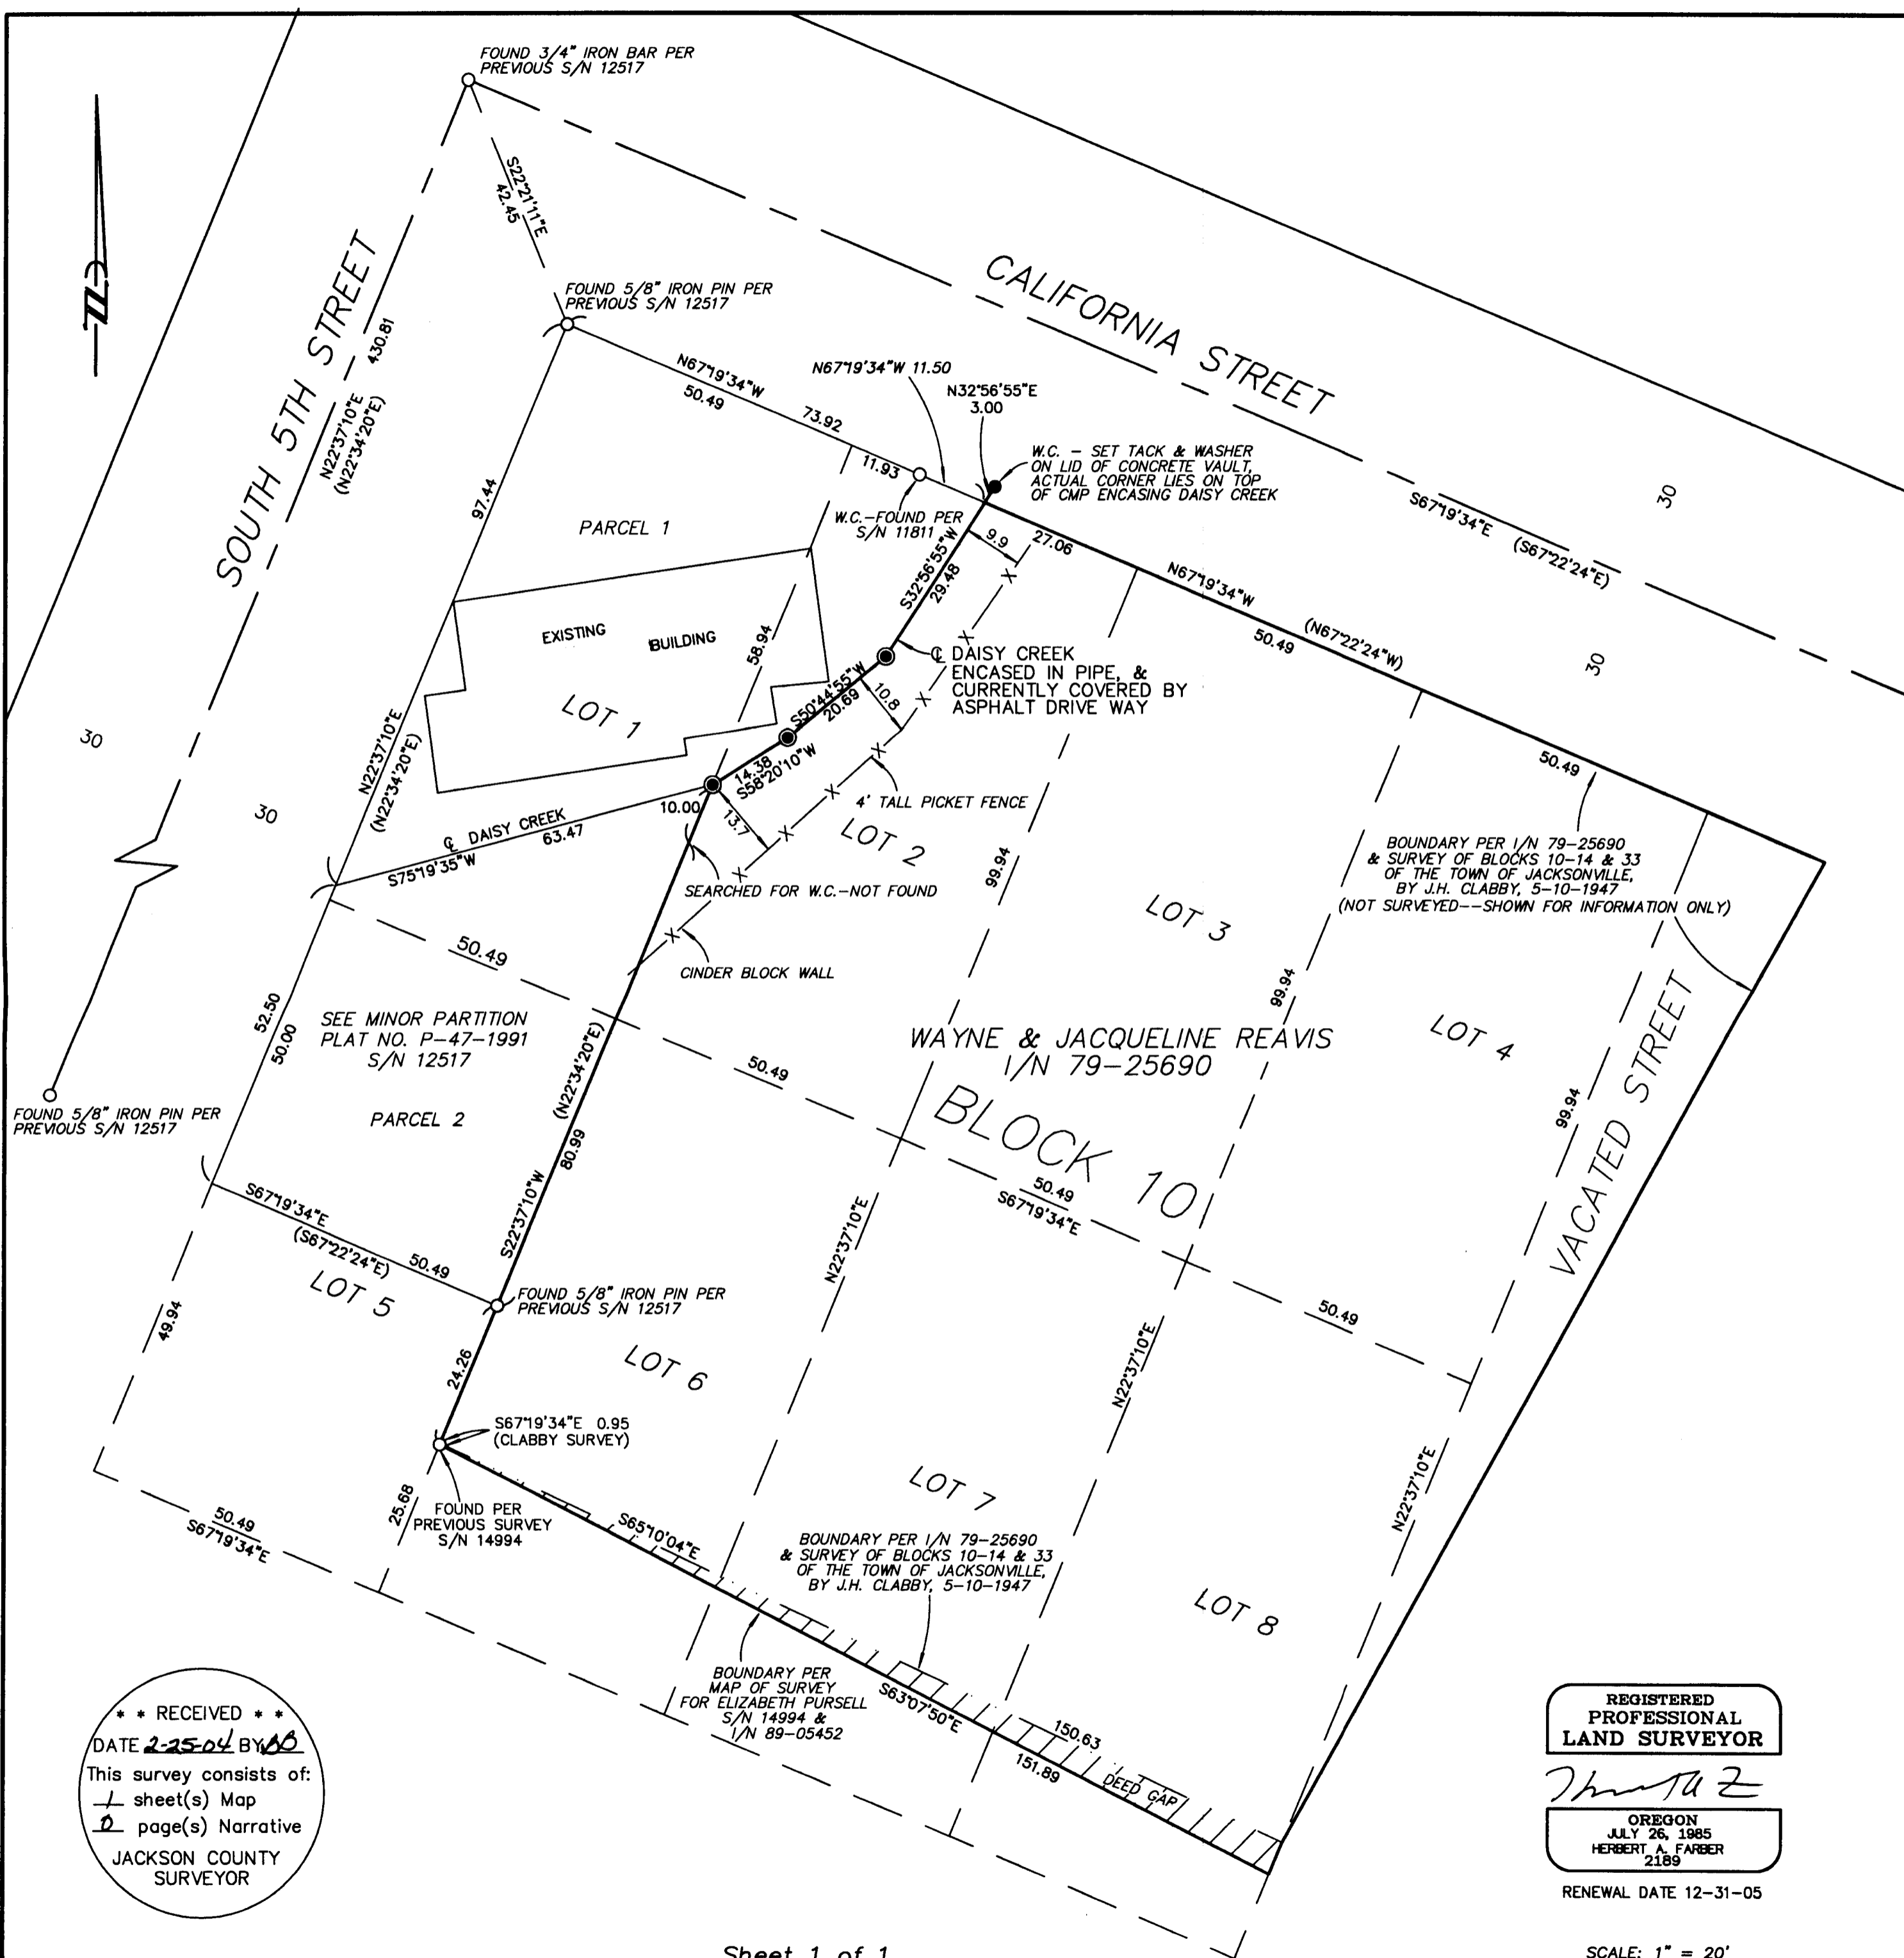 FOUND 3/4" IRON BAR PER
PREVIOUS S/N 12517
S22°21'11"E
42.45
SOUTH 5TH STREET
430.81
N22°37'10"E
(N22°34'20"E)
FOUND 5/8" IRON PIN PER
PREVIOUS S/N 12517
CALIFORNIA STREET
N67°19'34"W
50.49
73.92
11.93
N67°19'34"W 11.50
N32°56'55"E
3.00
W.C. - SET TACK & WASHER
ON LID OF CONCRETE VAULT,
ACTUAL CORNER LIES ON TOP
OF CMP ENCASING DAISY CREEK
S67°19'34"E
(S67°22'24"E)
30
30
97.44
PARCEL 1
W.C.-FOUND PER
S/N 11811
9.9
27.06
S32°56'55"W
29.48
N67°19'34"W
(N67°22'24"W)
50.49
50.49
EXISTING
BUILDING
58.94
LOT 1
S50°44'55"W
20.69
10.8
℄ DAISY CREEK
ENCASED IN PIPE, &
CURRENTLY COVERED BY
ASPHALT DRIVE WAY
30
30
N22°37'10"E
(N22°34'20"E)
14.38
S58°20'10"W
10.00
13.7
℄ DAISY CREEK
63.47
S75°19'35"W
4' TALL PICKET FENCE
LOT 2
SEARCHED FOR W.C.-NOT FOUND
99.94
BOUNDARY PER I/N 79-25690
& SURVEY OF BLOCKS 10-14 & 33
OF THE TOWN OF JACKSONVILLE,
BY J.H. CLABBY, 5-10-1947
(NOT SURVEYED--SHOWN FOR INFORMATION ONLY)
LOT 3
50.49
CINDER BLOCK WALL
99.94
52.50
50.00
SEE MINOR PARTITION
PLAT NO. P-47-1991
S/N 12517
PARCEL 2
(N22°34'20"E)
50.49
WAYNE & JACQUELINE REAVIS
I/N 79-25690
LOT 4
BLOCK 10
99.94
VACATED STREET
FOUND 5/8" IRON PIN PER
PREVIOUS S/N 12517
80.99
S22°37'10"W
50.49
S67°19'34"E
S67°19'34"E
(S67°22'24"E)
50.49
N22°37'10"E
LOT 5
FOUND 5/8" IRON PIN PER
PREVIOUS S/N 12517
50.49
49.94
24.26
LOT 6
N22°37'10"E
S67°19'34"E 0.95
(CLABBY SURVEY)
N22°37'10"E
25.68
FOUND PER
PREVIOUS SURVEY
S/N 14994
LOT 7
50.49
S67°19'34"E
S65°10'04"E
BOUNDARY PER I/N 79-25690
& SURVEY OF BLOCKS 10-14 & 33
OF THE TOWN OF JACKSONVILLE,
BY J.H. CLABBY, 5-10-1947
LOT 8
BOUNDARY PER
MAP OF SURVEY
FOR ELIZABETH PURSELL
S/N 14994 &
I/N 89-05452
S63°07'50"E
150.63
151.89
DEED GAP
* * RECEIVED * *
DATE 2-25-04 BY BB
This survey consists of:
1 sheet(s) Map
0 page(s) Narrative
JACKSON COUNTY
SURVEYOR
REGISTERED
PROFESSIONAL
LAND SURVEYOR
OREGON
JULY 26, 1985
HERBERT A. FARBER
2189
RENEWAL DATE 12-31-05
Sheet 1 of 1
SCALE: 1" = 20'